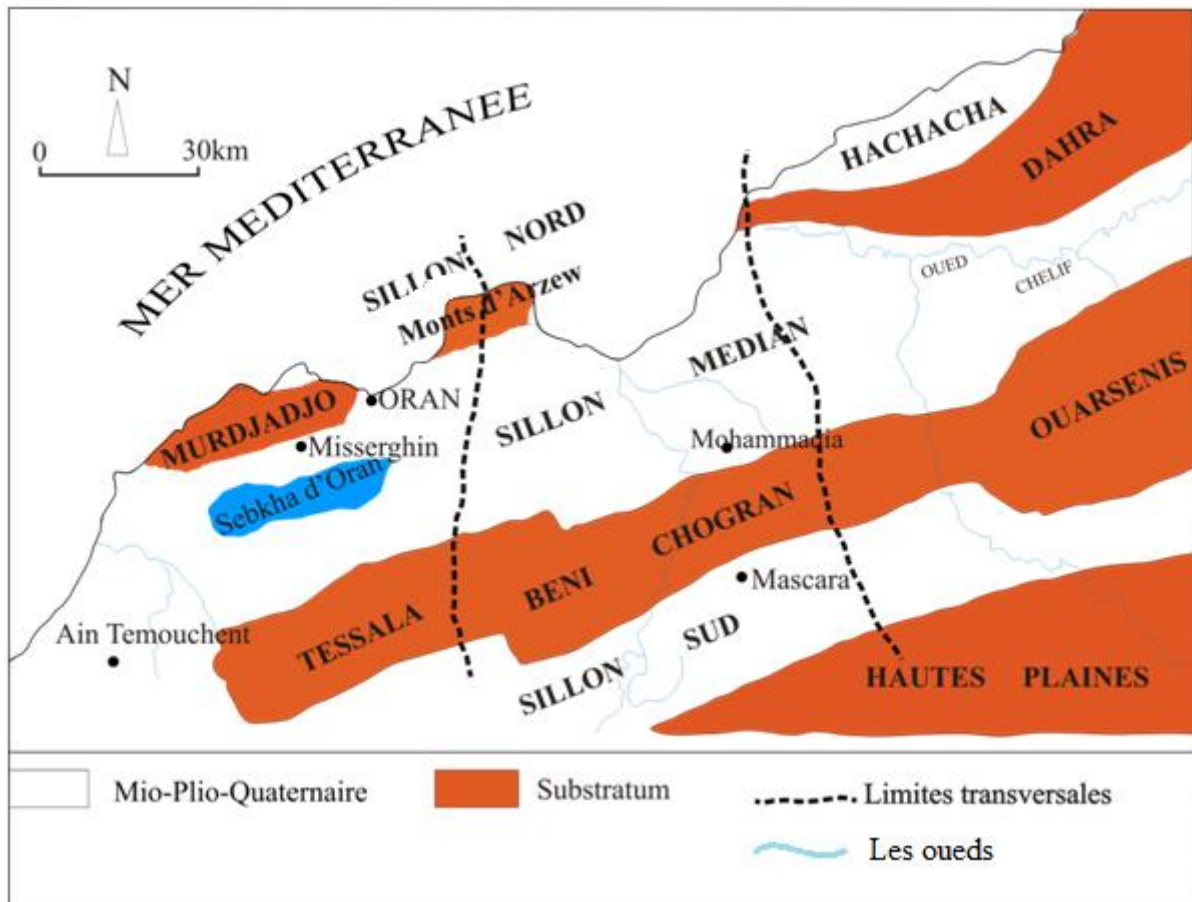 N
0 30km
MER MEDITERRANEE
HACHACHA
DAHRA
SILLON NORD
Monts d'Arzew
OUED CHELIF
SILLON MEDIAN
MURDJADJO
ORAN
Misserghin
Sebkha d'Oran
Mohammadia
OUARSENIS
TESSALA
BENI CHOGRAN
Mascara
Ain Temouchent
SILLON SUD
HAUTES PLAINES
Mio-Plio-Quaternaire
Substratum
Limites transversales
Les oueds